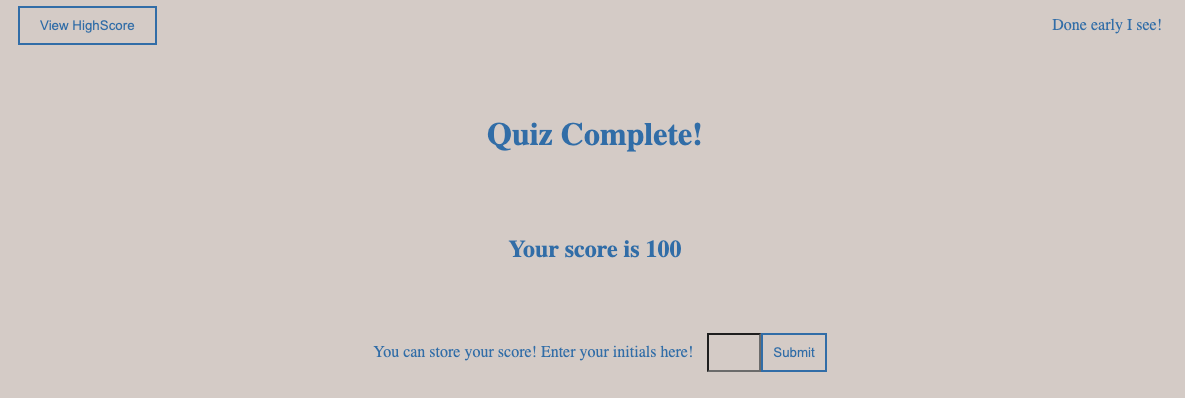 View HighScore
Done early I see!
Quiz Complete!
Your score is 100
You can store your score! Enter your initials here!
Submit